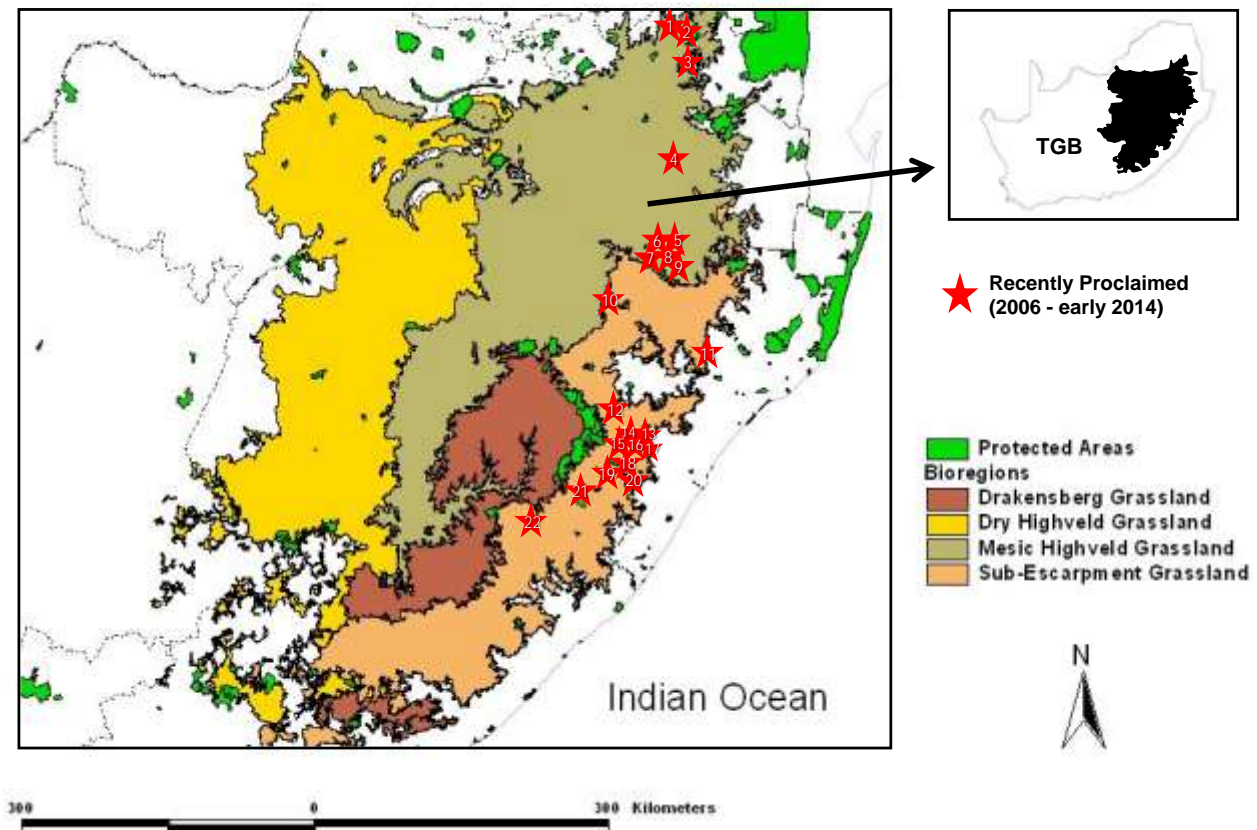 1
2
3
4
6 5
7 8
9
10
11
12
14 13
15 16 17
18
19 20
21
22
Indian Ocean
TGB
Recently Proclaimed
(2006 - early 2014)
Protected Areas
Bioregions
Drakensberg Grassland
Dry Highveld Grassland
Mesic Highveld Grassland
Sub-Escarpment Grassland
N
300 0 300 Kilometers